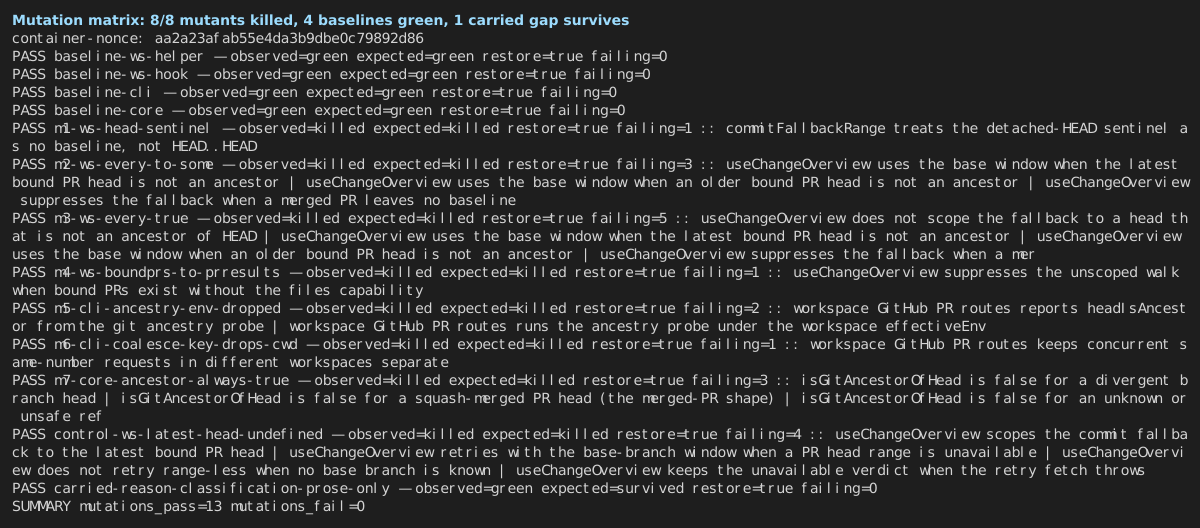 Mutation matrix: 8/8 mutants killed, 4 baselines green, 1 carried gap survives
container-nonce: aa2a23afab55e4da3b9dbe0c79892d86
PASS baseline-ws-helper — observed=green expected=green restore=true failing=0
PASS baseline-ws-hook — observed=green expected=green restore=true failing=0
PASS baseline-cli — observed=green expected=green restore=true failing=0
PASS baseline-core — observed=green expected=green restore=true failing=0
PASS m1-ws-head-sentinel — observed=killed expected=killed restore=true failing=1 :: commitFallbackRange treats the detached-HEAD sentinel a
s no baseline, not HEAD..HEAD
PASS m2-ws-every-to-some — observed=killed expected=killed restore=true failing=3 :: useChangeOverview uses the base window when the latest
bound PR head is not an ancestor | useChangeOverview uses the base window when an older bound PR head is not an ancestor | useChangeOverview
suppresses the fallback when a merged PR leaves no baseline
PASS m3-ws-every-true — observed=killed expected=killed restore=true failing=5 :: useChangeOverview does not scope the fallback to a head th
at is not an ancestor of HEAD | useChangeOverview uses the base window when the latest bound PR head is not an ancestor | useChangeOverview
uses the base window when an older bound PR head is not an ancestor | useChangeOverview suppresses the fallback when a mer
PASS m4-ws-boundprs-to-prresults — observed=killed expected=killed restore=true failing=1 :: useChangeOverview suppresses the unscoped walk
when bound PRs exist without the files capability
PASS m5-cli-ancestry-env-dropped — observed=killed expected=killed restore=true failing=2 :: workspace GitHub PR routes reports headIsAncest
or from the git ancestry probe | workspace GitHub PR routes runs the ancestry probe under the workspace effectiveEnv
PASS m6-cli-coalesce-key-drops-cwd — observed=killed expected=killed restore=true failing=1 :: workspace GitHub PR routes keeps concurrent s
ame-number requests in different workspaces separate
PASS m7-core-ancestor-always-true — observed=killed expected=killed restore=true failing=3 :: isGitAncestorOfHead is false for a divergent b
ranch head | isGitAncestorOfHead is false for a squash-merged PR head (the merged-PR shape) | isGitAncestorOfHead is false for an unknown or
unsafe ref
PASS control-ws-latest-head-undefined — observed=killed expected=killed restore=true failing=4 :: useChangeOverview scopes the commit fallba
ck to the latest bound PR head | useChangeOverview retries with the base-branch window when a PR head range is unavailable | useChangeOvervi
ew does not retry range-less when no base branch is known | useChangeOverview keeps the unavailable verdict when the retry fetch throws
PASS carried-reason-classification-prose-only — observed=green expected=survived restore=true failing=0
SUMMARY mutations_pass=13 mutations_fail=0